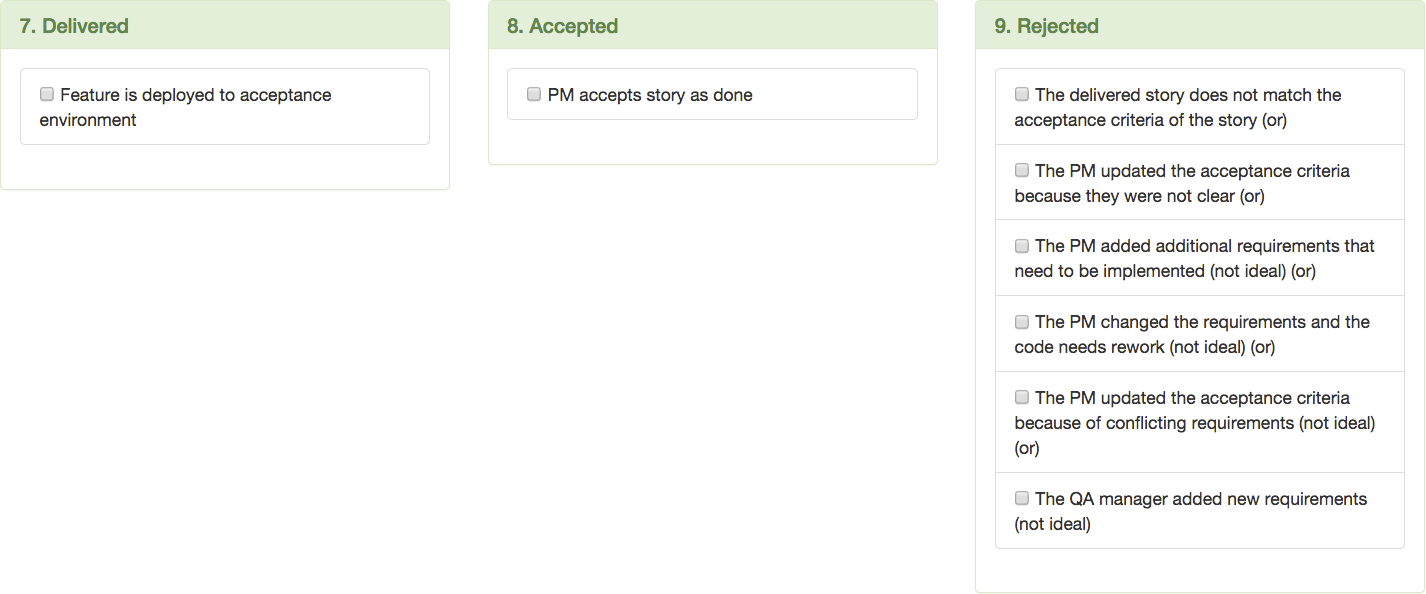 7. Delivered
Feature is deployed to acceptance
environment
8. Accepted
PM accepts story as done
9. Rejected
The delivered story does not match the
acceptance criteria of the story (or)
The PM updated the acceptance criteria
because they were not clear (or)
The PM added additional requirements that
need to be implemented (not ideal) (or)
The PM changed the requirements and the
code needs rework (not ideal) (or)
The PM updated the acceptance criteria
because of conflicting requirements (not ideal)
(or)
The QA manager added new requirements
(not ideal)